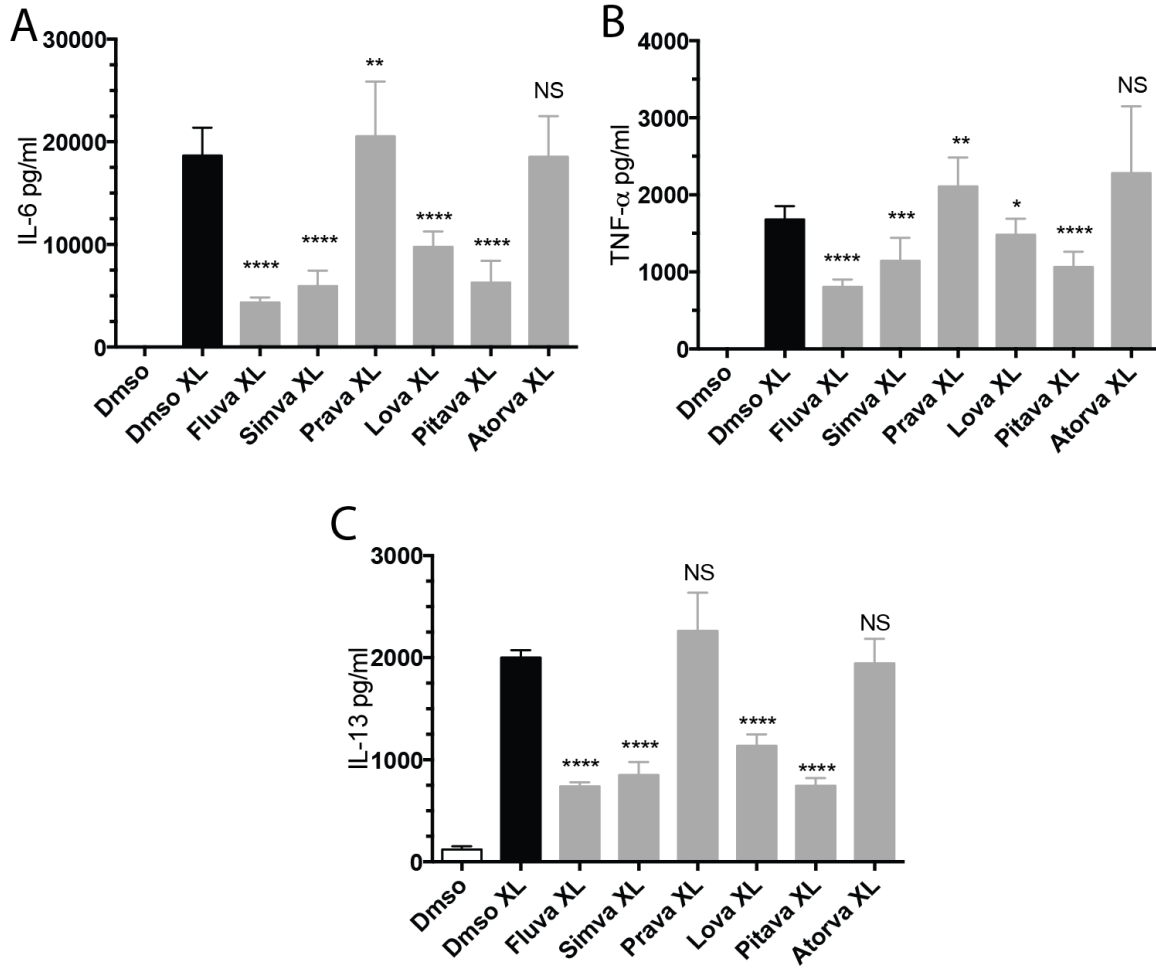 A
IL-6 pg/ml
30000
20000
10000
0
****
****
**
****
****
NS
Dmso
Dmso XL
Fluva XL
Simva XL
Prava XL
Lova XL
Pitava XL
Atorva XL
B
TNF-α pg/ml
4000
3000
2000
1000
0
****
***
**
*
****
NS
Dmso
Dmso XL
Fluva XL
Simva XL
Prava XL
Lova XL
Pitava XL
Atorva XL
C
IL-13 pg/ml
3000
2000
1000
0
****
****
NS
****
****
NS
Dmso
Dmso XL
Fluva XL
Simva XL
Prava XL
Lova XL
Pitava XL
Atorva XL